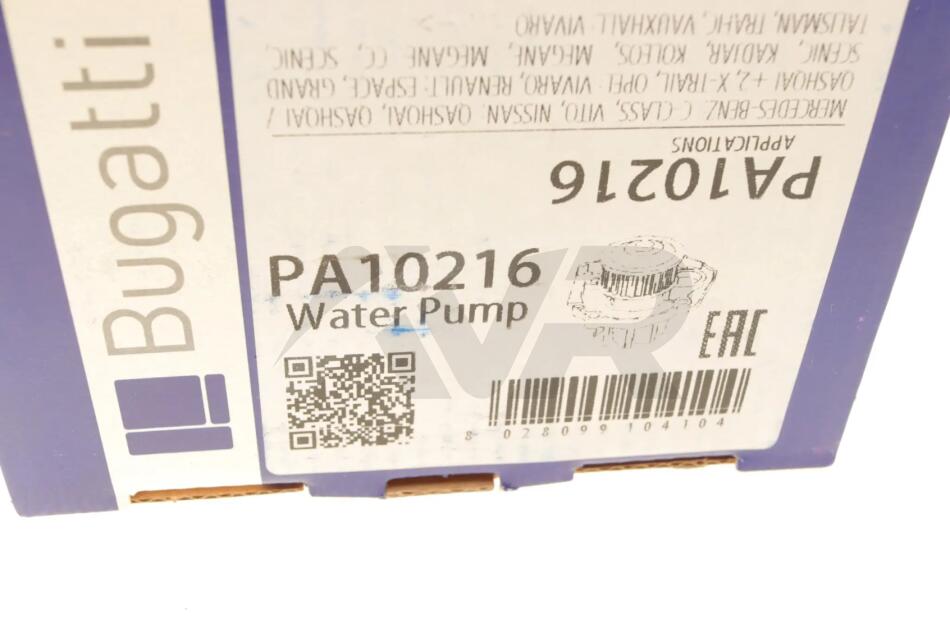 Bugatti
PA10216
APPLICATIONS
MERCEDES-BENZ: C-CLASS, VITO, NISSAN: QASHQAI, QASHQAI /
QASHQAI + 2, X-TRAIL, OPEL: VIVARO, RENAULT: ESPACE, GRAND
SCENIC, KADJAR, KOLEOS, MEGANE, MEGANE CC, SCENIC,
TALISMAN, TRAFIC, VAUXHALL: VIVARO
PA10216
Water Pump
EAC
8 028099 104104
AVR